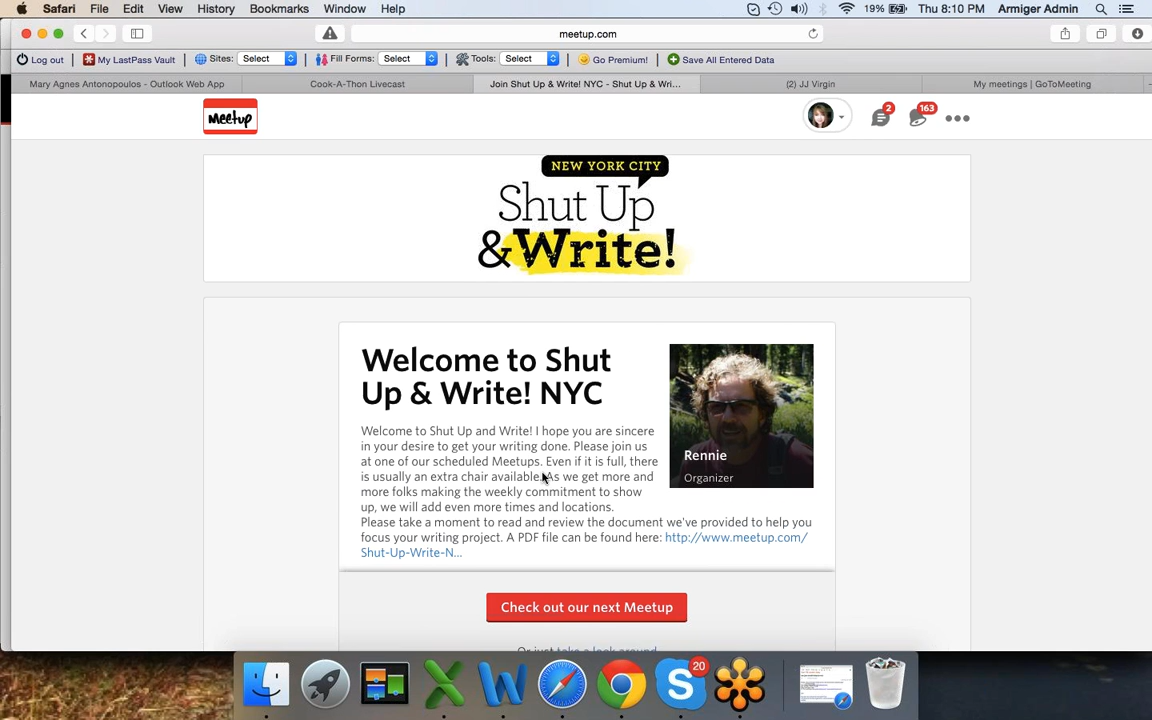 Safari File Edit View History Bookmarks Window Help 19% Thu 8:10 PM Armiger Admin
meetup.com
Log out My LastPass Vault Sites: Select Fill Forms: Select Tools: Select Go Premium! Save All Entered Data
Mary Agnes Antonopoulos - Outlook Web App Cook-A-Thon Livecast Join Shut Up & Write! NYC - Shut Up & Wri... (2) JJ Virgin My meetings | GoToMeeting
Meetup 2 163
NEW YORK CITY
Shut Up
&Write!
Welcome to Shut
Up & Write! NYC
Welcome to Shut Up and Write! I hope you are sincere
in your desire to get your writing done. Please join us
at one of our scheduled Meetups. Even if it is full, there
is usually an extra chair available. As we get more and
more folks making the weekly commitment to show
up, we will add even more times and locations.
Rennie
Organizer
Please take a moment to read and review the document we've provided to help you
focus your writing project. A PDF file can be found here: http://www.meetup.com/
Shut-Up-Write-N...
Check out our next Meetup
Or just take a look around
20